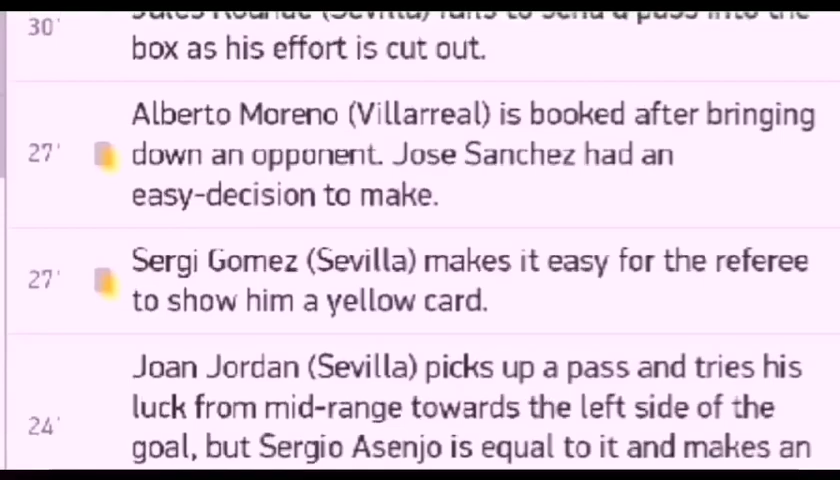 30'
box as his effort is cut out.
Alberto Moreno (Villarreal) is booked after bringing
27' down an opponent. Jose Sanchez had an
easy-decision to make.
Sergi Gomez (Sevilla) makes it easy for the referee
27' to show him a yellow card.
Joan Jordan (Sevilla) picks up a pass and tries his
luck from mid-range towards the left side of the
24' goal, but Sergio Asenjo is equal to it and makes an